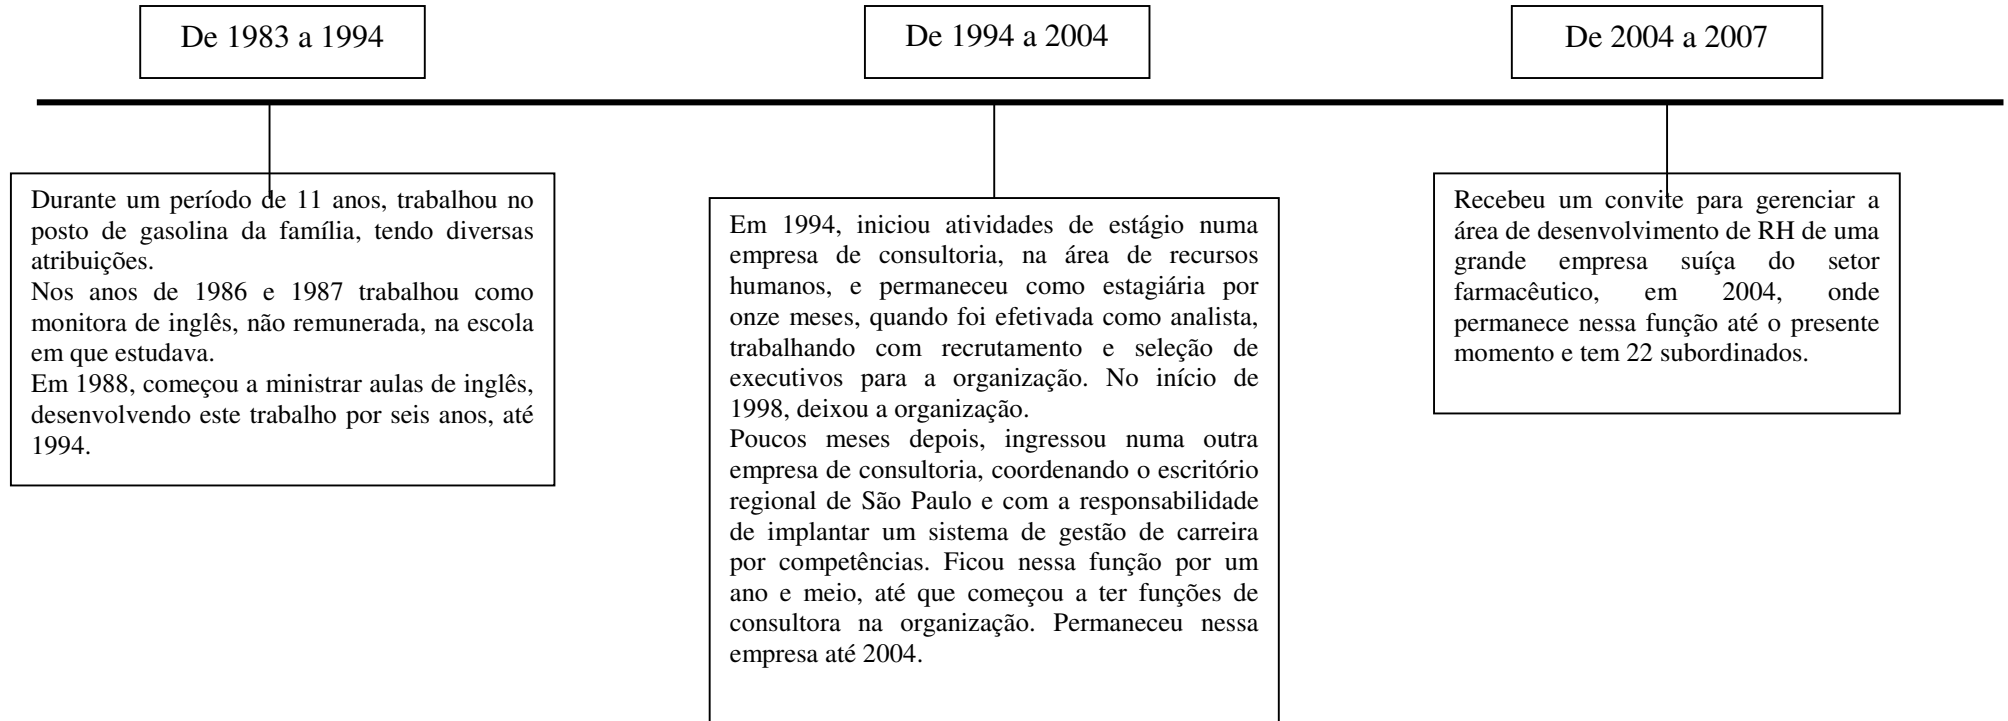 De 1983 a 1994
De 1994 a 2004
De 2004 a 2007
Durante um período de 11 anos, trabalhou no
posto de gasolina da família, tendo diversas
atribuições.
Nos anos de 1986 e 1987 trabalhou como
monitora de inglês, não remunerada, na escola
em que estudava.
Em 1988, começou a ministrar aulas de inglês,
desenvolvendo este trabalho por seis anos, até
1994.
Em 1994, iniciou atividades de estágio numa
empresa de consultoria, na área de recursos
humanos, e permaneceu como estagiária por
onze meses, quando foi efetivada como analista,
trabalhando com recrutamento e seleção de
executivos para a organização. No início de
1998, deixou a organização.
Poucos meses depois, ingressou numa outra
empresa de consultoria, coordenando o escritório
regional de São Paulo e com a responsabilidade
de implantar um sistema de gestão de carreira
por competências. Ficou nessa função por um
ano e meio, até que começou a ter funções de
consultora na organização. Permaneceu nessa
empresa até 2004.
Recebeu um convite para gerenciar a
área de desenvolvimento de RH de uma
grande empresa suíça do setor
farmacêutico, em 2004, onde
permanece nessa função até o presente
momento e tem 22 subordinados.